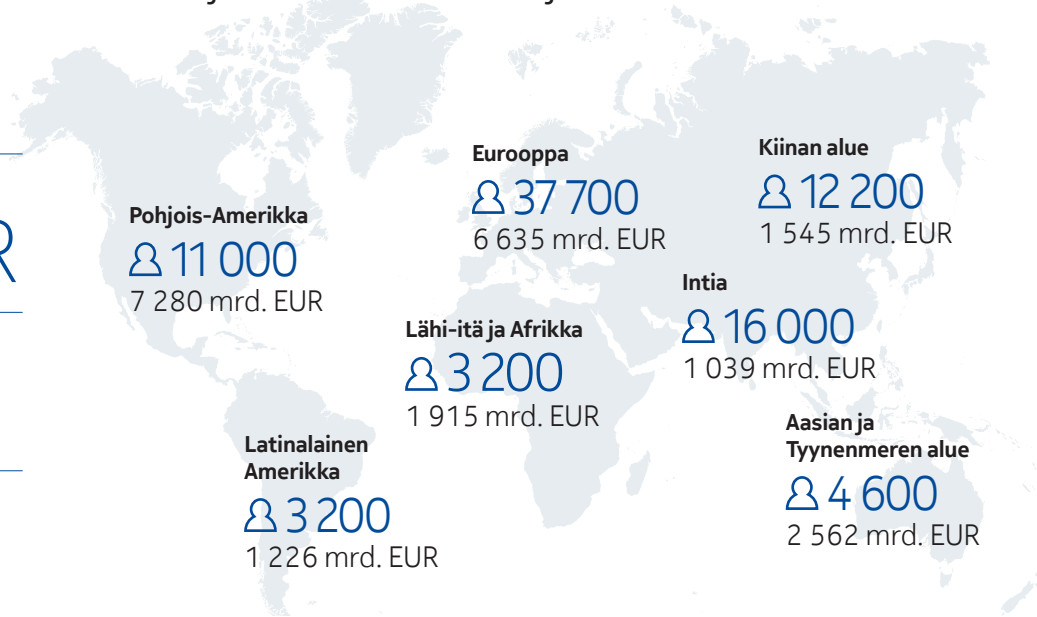 Eurooppa
37 700
6 635 mrd. EUR
Kiinan alue
12 200
1 545 mrd. EUR
Pohjois-Amerikka
11 000
7 280 mrd. EUR
Intia
16 000
1 039 mrd. EUR
Lähi-itä ja Afrikka
3 200
1 915 mrd. EUR
Aasian ja
Tyynenmeren alue
4 600
2 562 mrd. EUR
Latinalainen
Amerikka
3 200
1 226 mrd. EUR